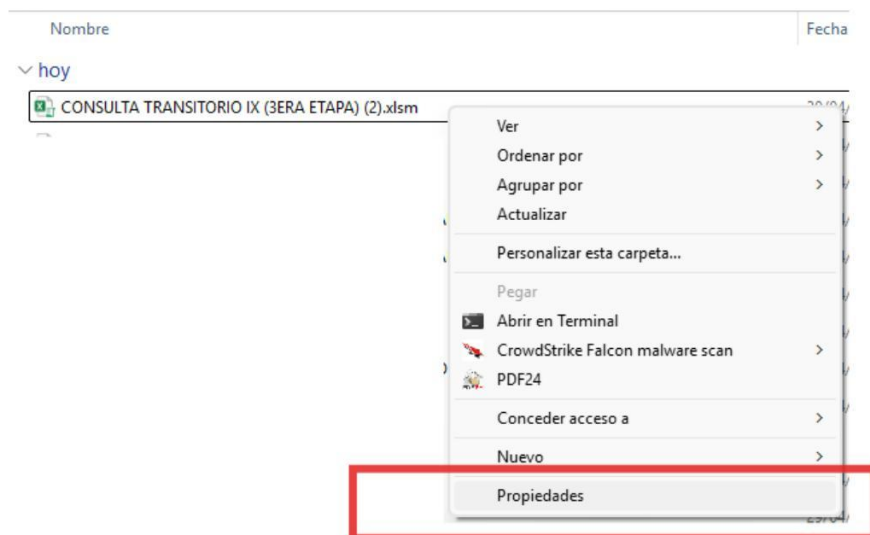 Nombre Fecha
hoy
CONSULTA TRANSITORIO IX (3ERA ETAPA) (2).xlsm
Ver
Ordenar por
Agrupar por
Actualizar
Personalizar esta carpeta...
Pegar
Abrir en Terminal
CrowdStrike Falcon malware scan
PDF24
Conceder acceso a
Nuevo
Propiedades